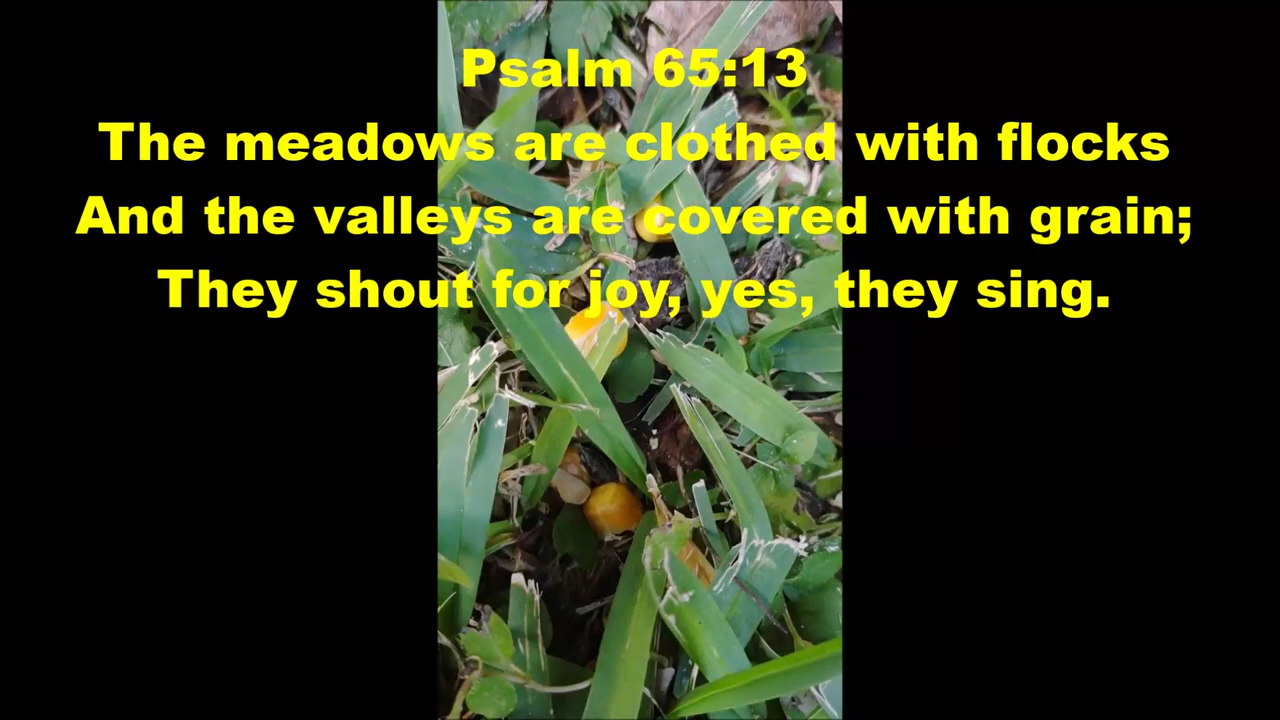 Psalm 65:13
The meadows are clothed with flocks
And the valleys are covered with grain;
They shout for joy, yes, they sing.